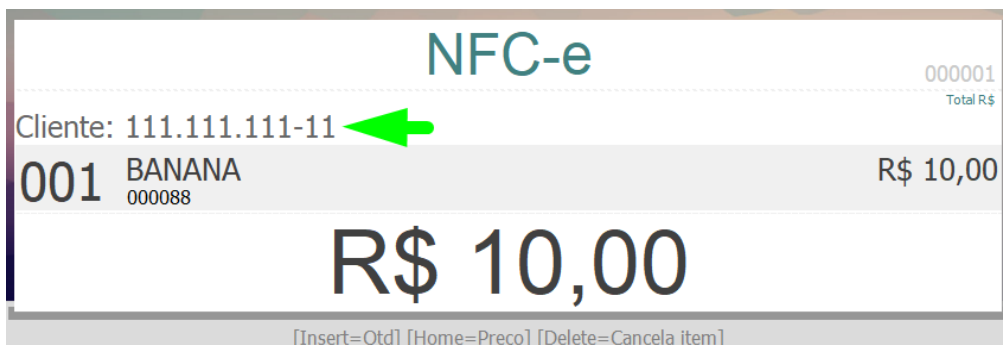 NFC-e
000001
Total R$
Cliente: 111.111.111-11
001 BANANA R$ 10,00
000088
R$ 10,00
[Insert=Qtd] [Home=Preco] [Delete=Cancela item]